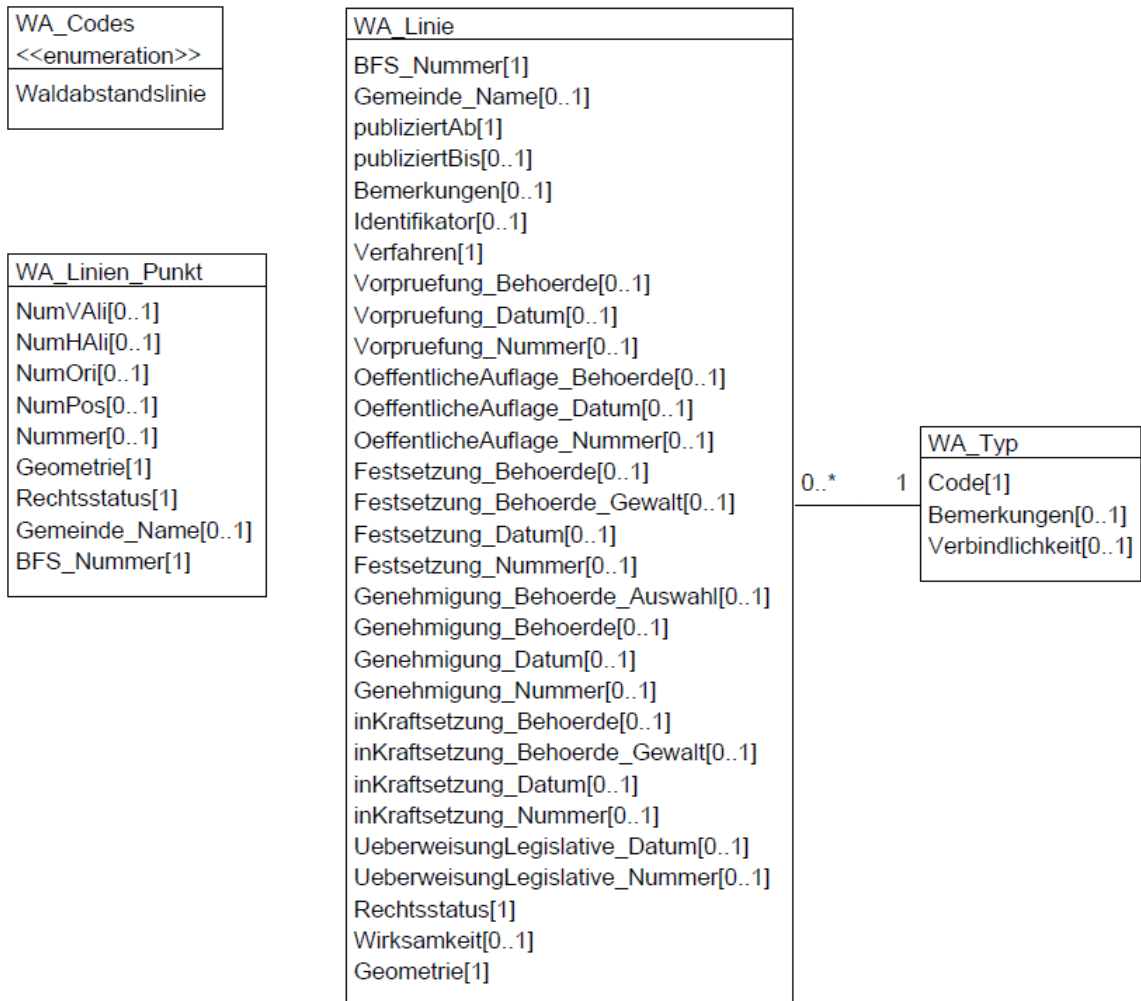 WA_Codes
<<enumeration>>
Waldabstandslinie
WA_Linien_Punkt
NumVAli[0..1]
NumHAli[0..1]
NumOri[0..1]
NumPos[0..1]
Nummer[0..1]
Geometrie[1]
Rechtsstatus[1]
Gemeinde_Name[0..1]
BFS_Nummer[1]
WA_Linie
BFS_Nummer[1]
Gemeinde_Name[0..1]
publiziertAb[1]
publiziertBis[0..1]
Bemerkungen[0..1]
Identifikator[0..1]
Verfahren[1]
Vorpruefung_Behoerde[0..1]
Vorpruefung_Datum[0..1]
Vorpruefung_Nummer[0..1]
OeffentlicheAuflage_Behoerde[0..1]
OeffentlicheAuflage_Datum[0..1]
OeffentlicheAuflage_Nummer[0..1]
Festsetzung_Behoerde[0..1]
Festsetzung_Behoerde_Gewalt[0..1]
Festsetzung_Datum[0..1]
Festsetzung_Nummer[0..1]
Genehmigung_Behoerde_Auswahl[0..1]
Genehmigung_Behoerde[0..1]
Genehmigung_Datum[0..1]
Genehmigung_Nummer[0..1]
inKraftsetzung_Behoerde[0..1]
inKraftsetzung_Behoerde_Gewalt[0..1]
inKraftsetzung_Datum[0..1]
inKraftsetzung_Nummer[0..1]
UeberweisungLegislative_Datum[0..1]
UeberweisungLegislative_Nummer[0..1]
Rechtsstatus[1]
Wirksamkeit[0..1]
Geometrie[1]
0..* 1
WA_Typ
Code[1]
Bemerkungen[0..1]
Verbindlichkeit[0..1]